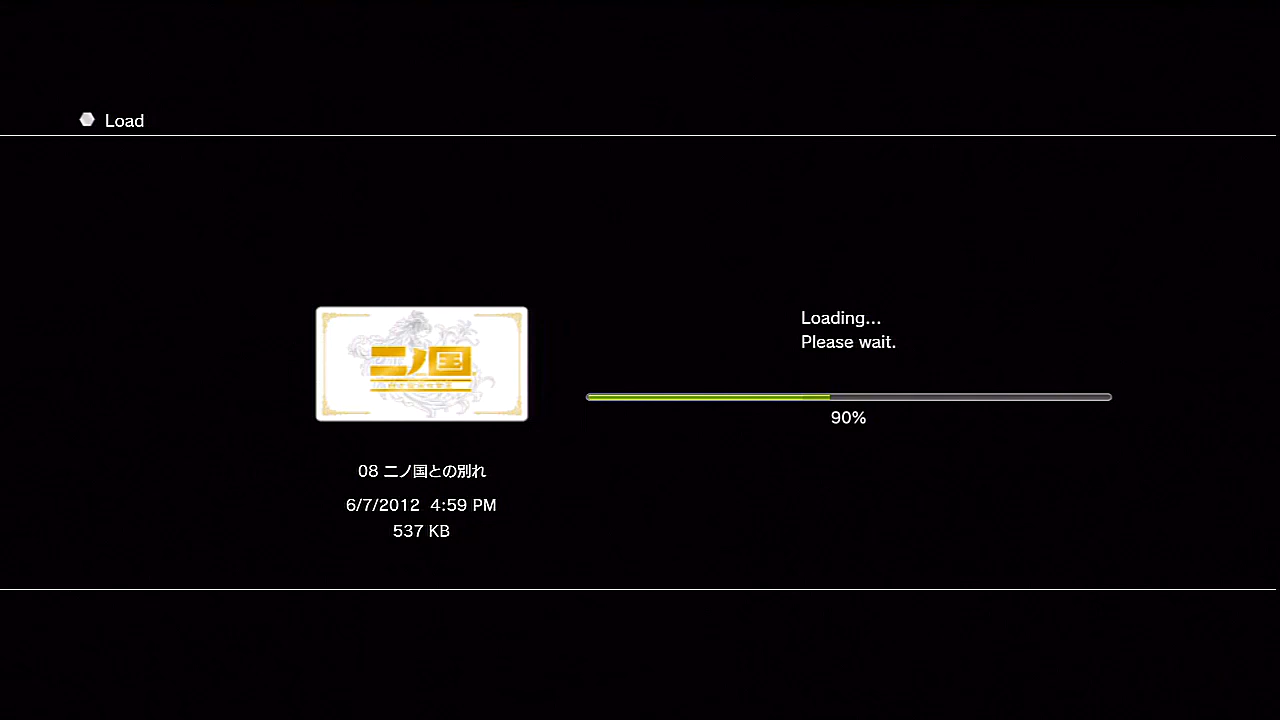 Load
二ノ国
Loading...
Please wait.
90%
08 二ノ国との別れ
6/7/2012 4:59 PM
537 KB